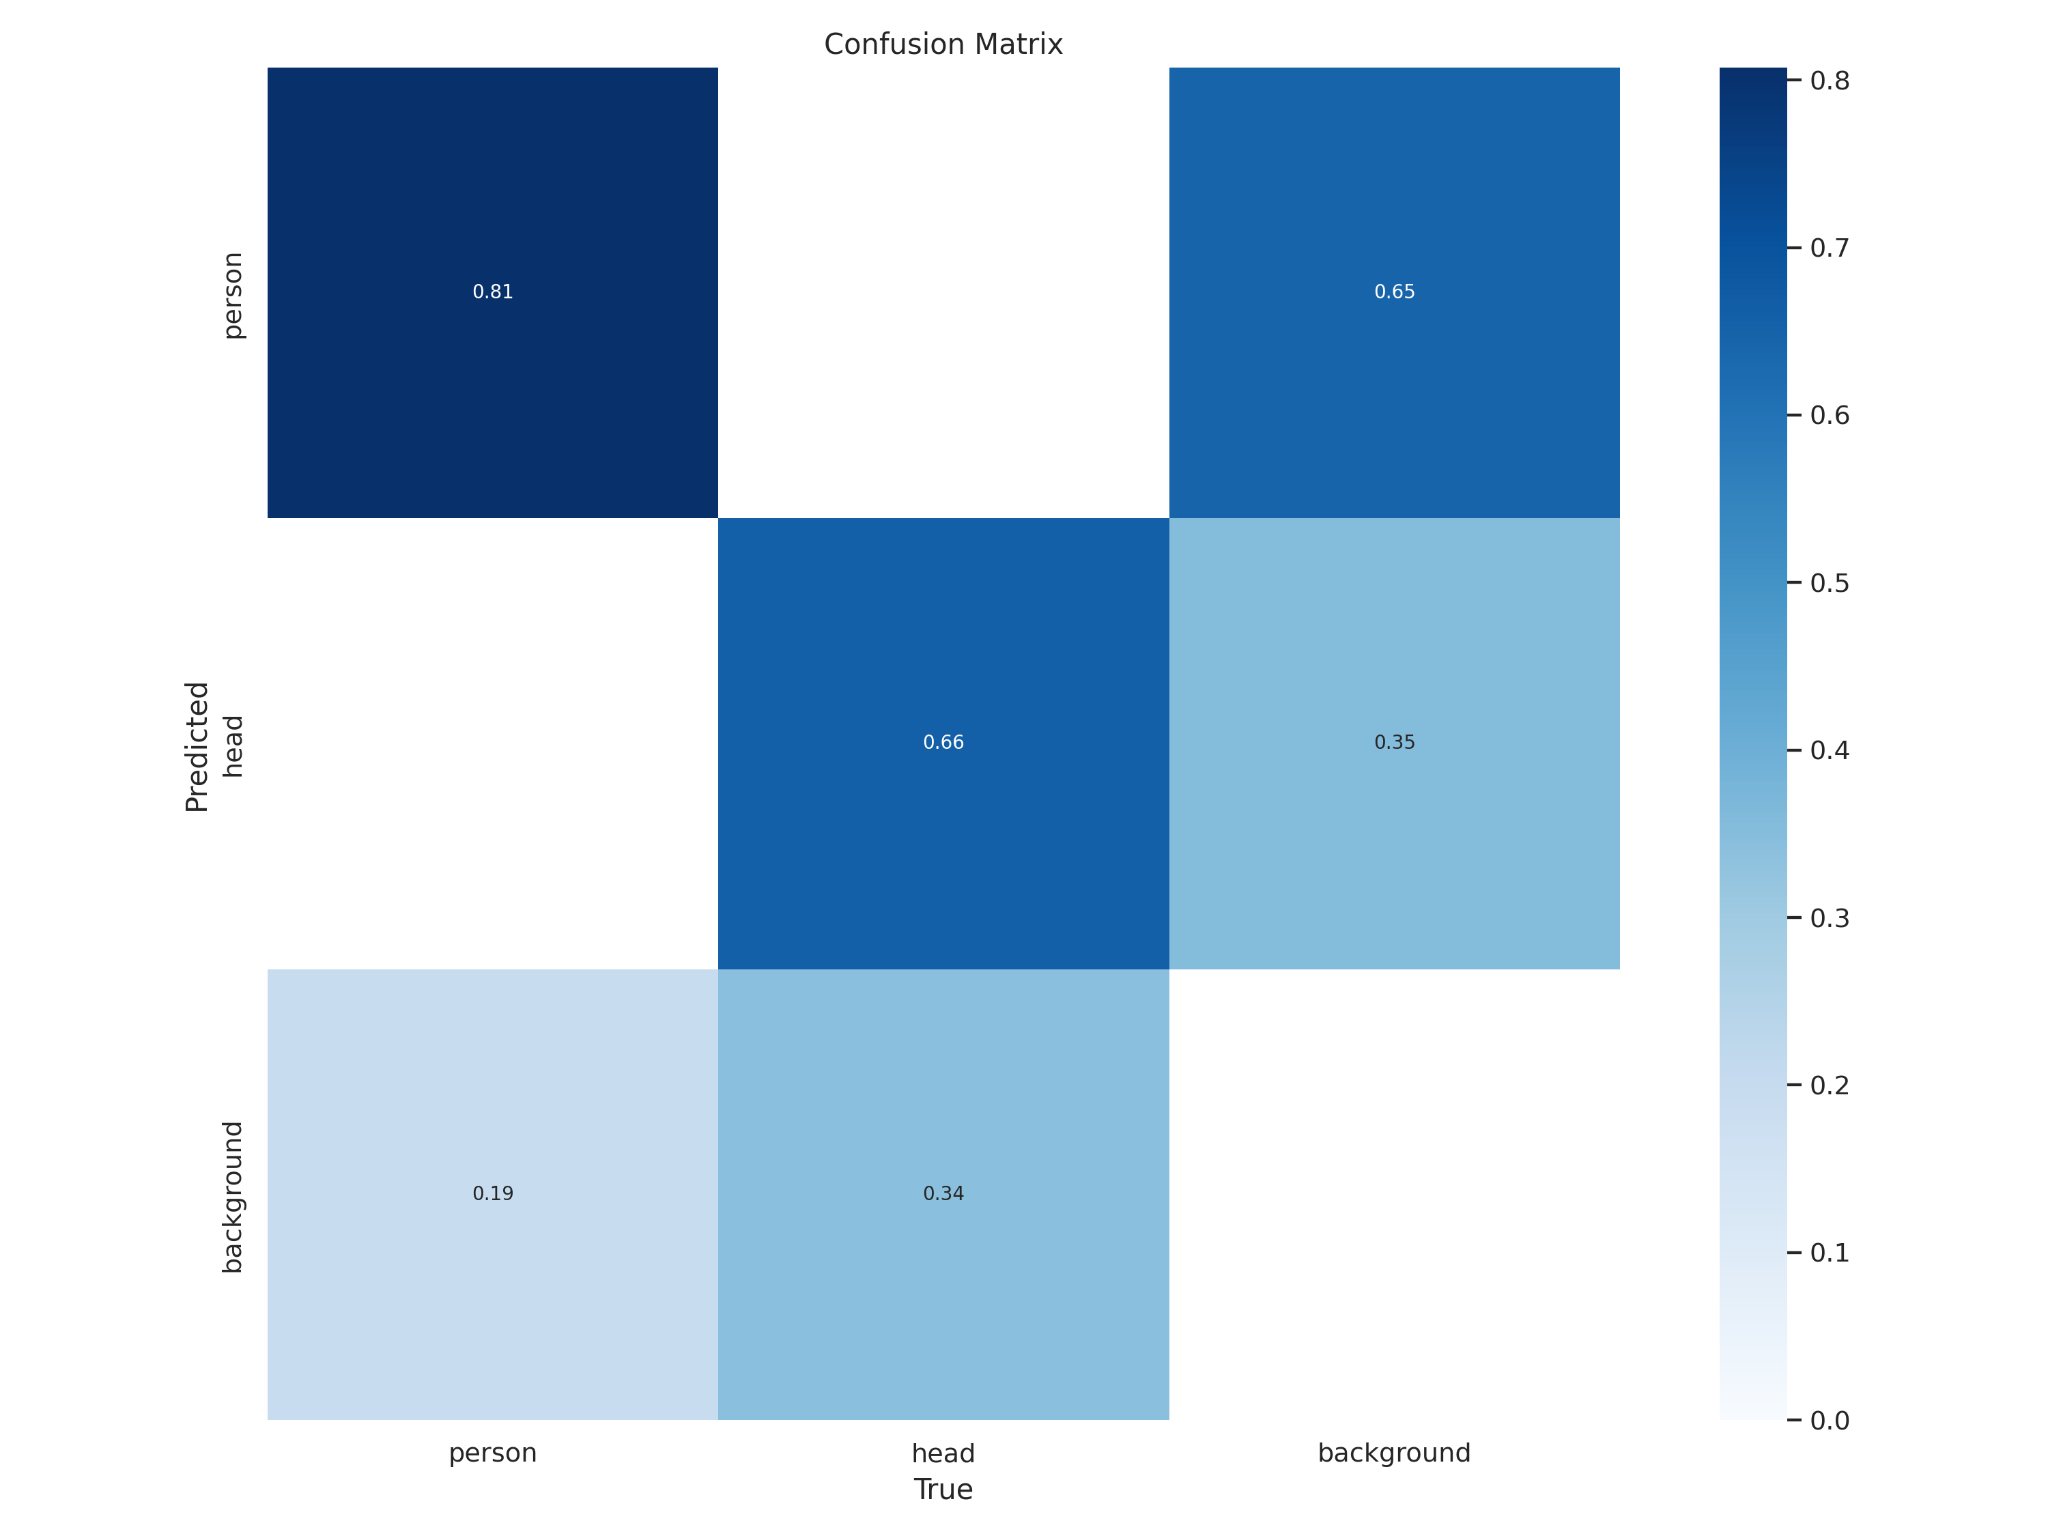 Confusion Matrix
person
0.81
0.65
Predicted
head
0.66
0.35
background
0.19
0.34
person
head
background
True
0.8
0.7
0.6
0.5
0.4
0.3
0.2
0.1
0.0